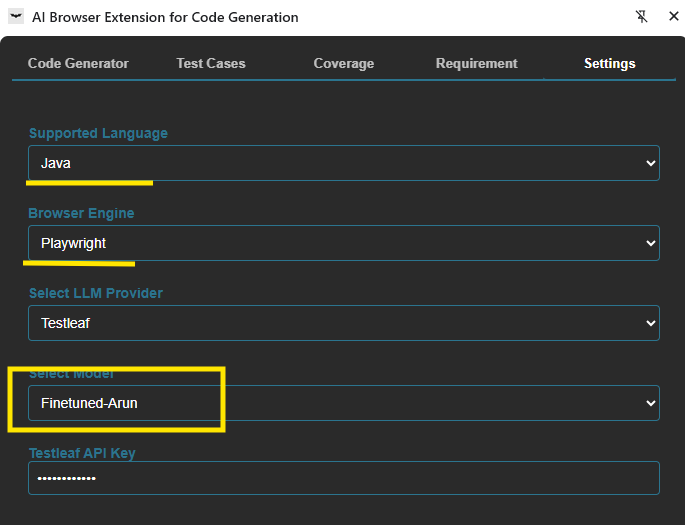 AI Browser Extension for Code Generation
Code Generator Test Cases Coverage Requirement Settings
Supported Language
Java
Browser Engine
Playwright
Select LLM Provider
Testleaf
Select Model
Finetuned-Arun
Testleaf API Key
••••••••••••